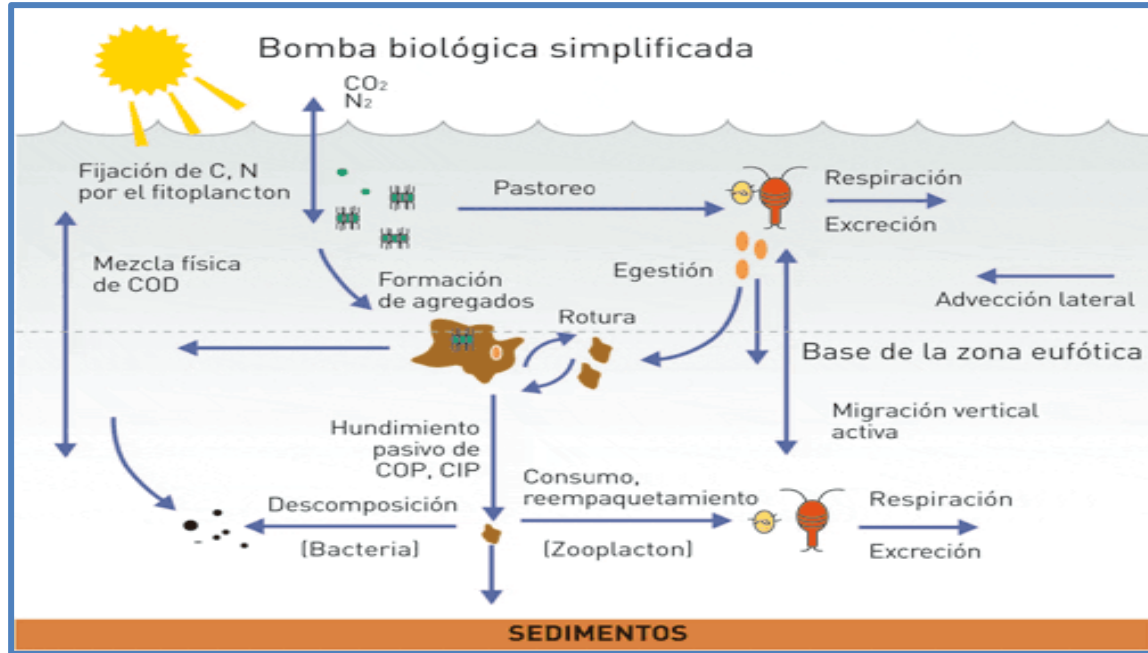 Bomba biológica simplificada
CO₂
N₂
Fijación de C, N
por el fitoplancton
Pastoreo
Respiración
Excreción
Mezcla física
de COD
Formación
de agregados
Egestión
Rotura
Advección lateral
Base de la zona eufótica
Migración vertical
activa
Hundimiento
pasivo de
COP, CIP
Consumo,
reempaquetamiento
Descomposición
[Bacteria]
[Zooplacton]
Respiración
Excreción
SEDIMENTOS